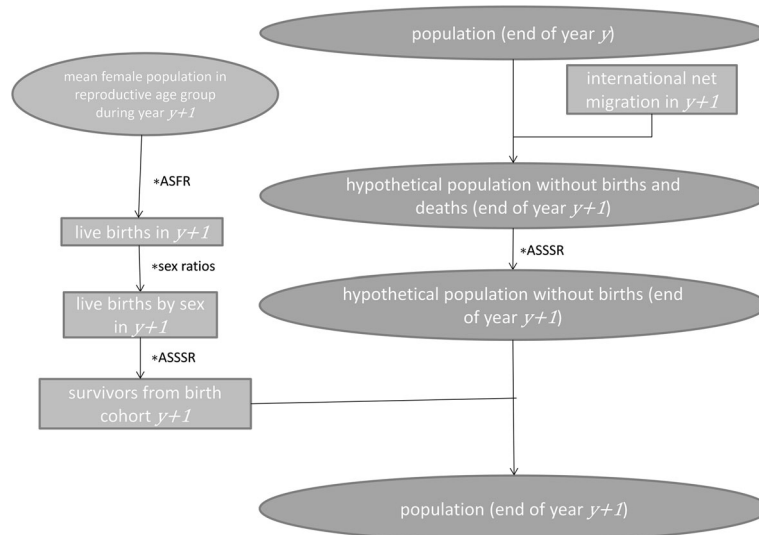 population (end of year y)
mean female population in
reproductive age group
during year y+1
international net
migration in y+1
*ASFR
hypothetical population without births and
deaths (end of year y+1)
live births in y+1
*ASSSR
*sex ratios
hypothetical population without births (end
of year y+1)
live births by sex
in y+1
*ASSSR
survivors from birth
cohort y+1
population (end of year y+1)